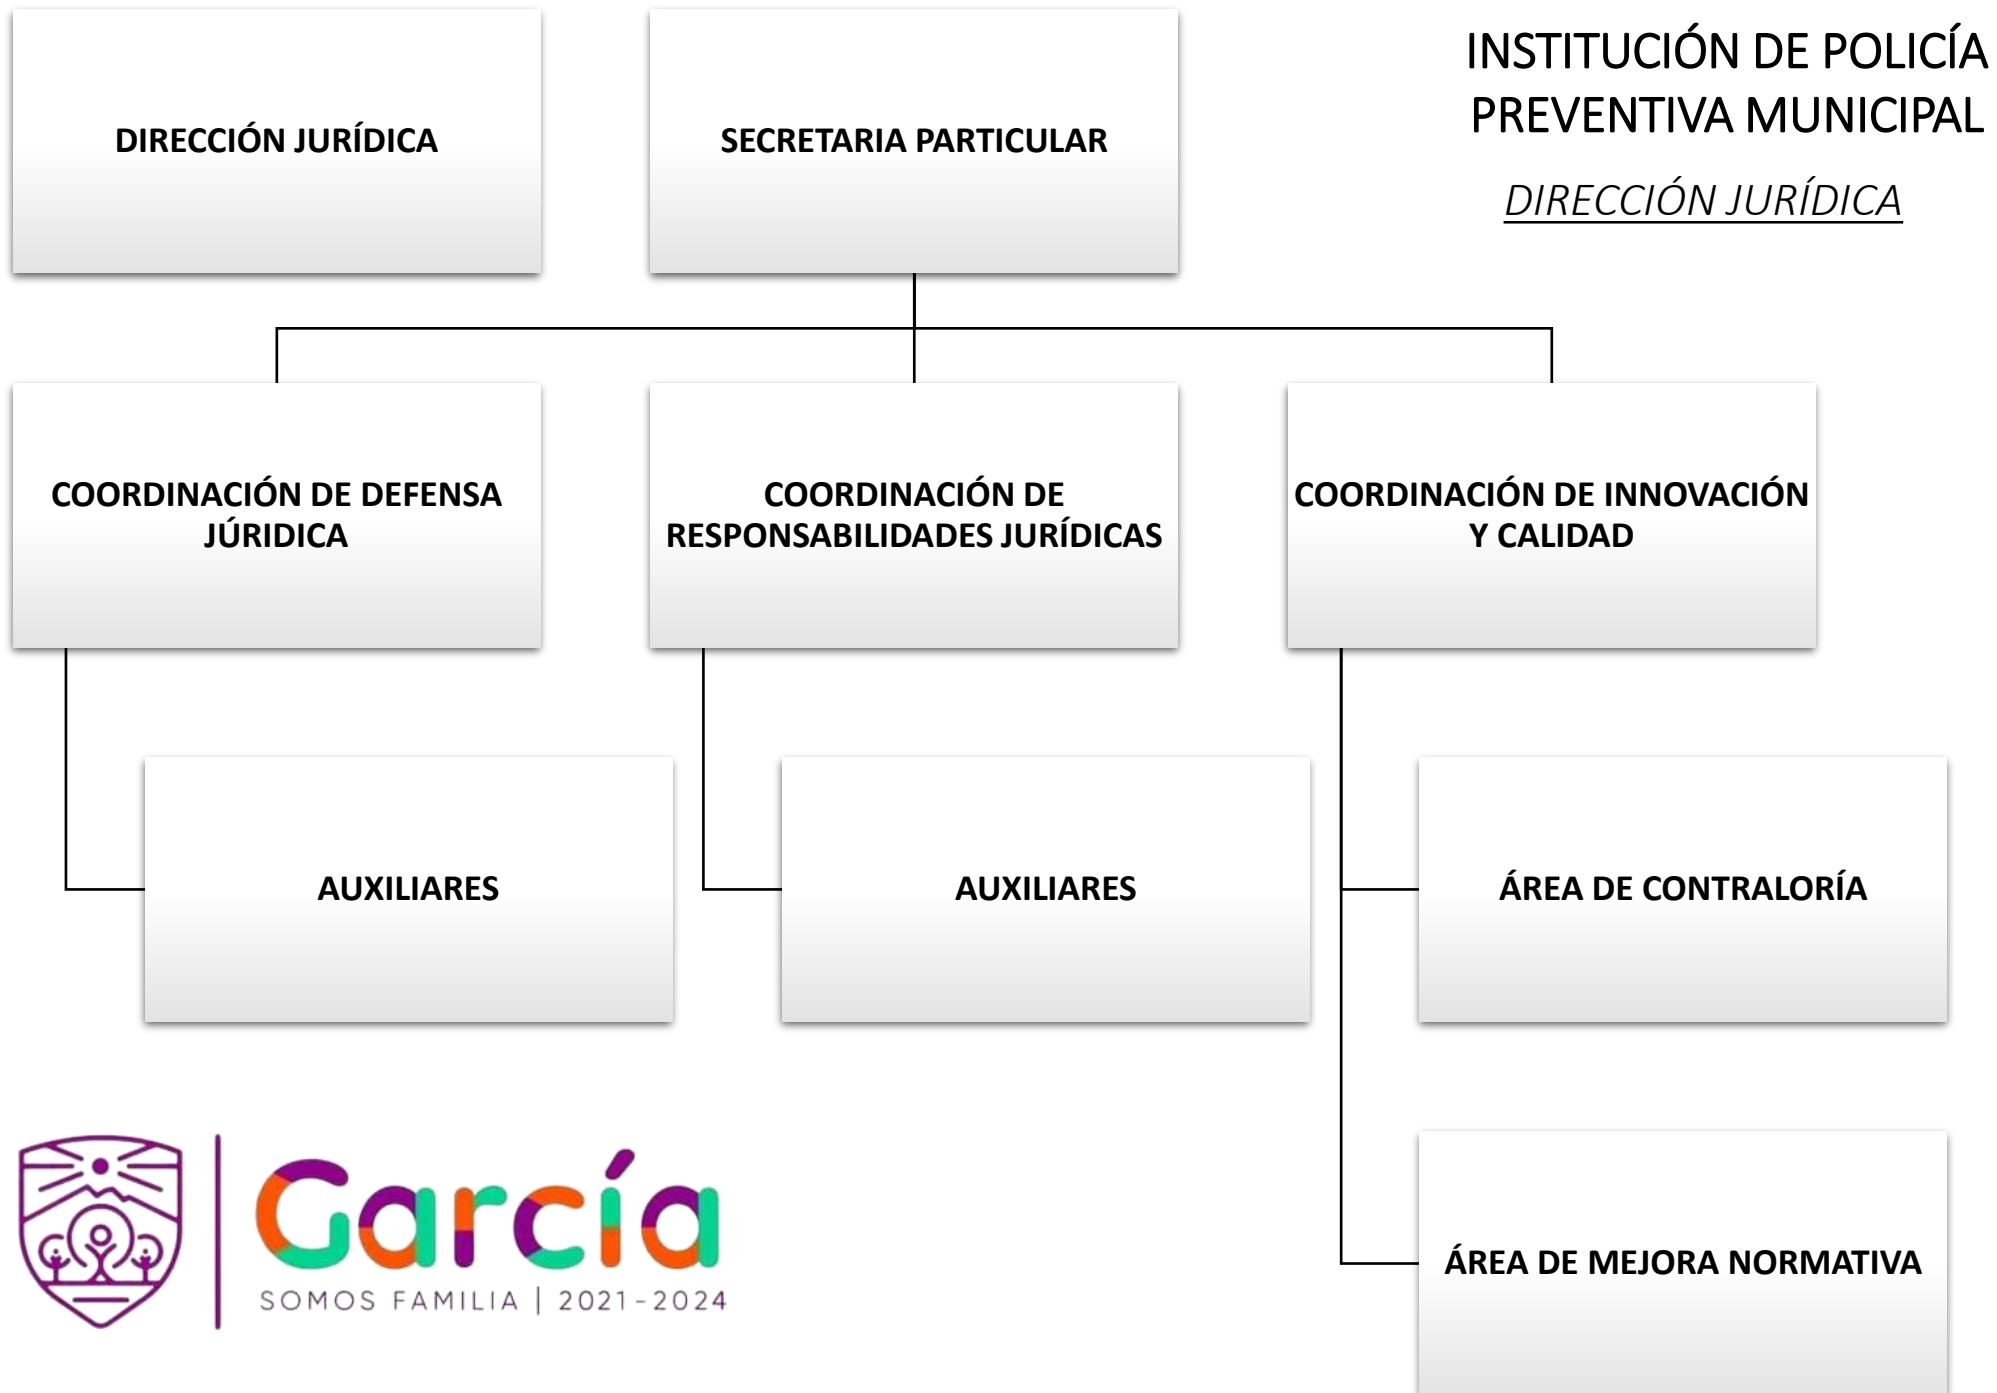 INSTITUCIÓN DE POLICÍA
PREVENTIVA MUNICIPAL
DIRECCIÓN JURÍDICA
DIRECCIÓN JURÍDICA
SECRETARIA PARTICULAR
COORDINACIÓN DE DEFENSA
JÚRIDICA
COORDINACIÓN DE
RESPONSABILIDADES JURÍDICAS
COORDINACIÓN DE INNOVACIÓN
Y CALIDAD
AUXILIARES
AUXILIARES
ÁREA DE CONTRALORÍA
ÁREA DE MEJORA NORMATIVA
García
SOMOS FAMILIA | 2021-2024